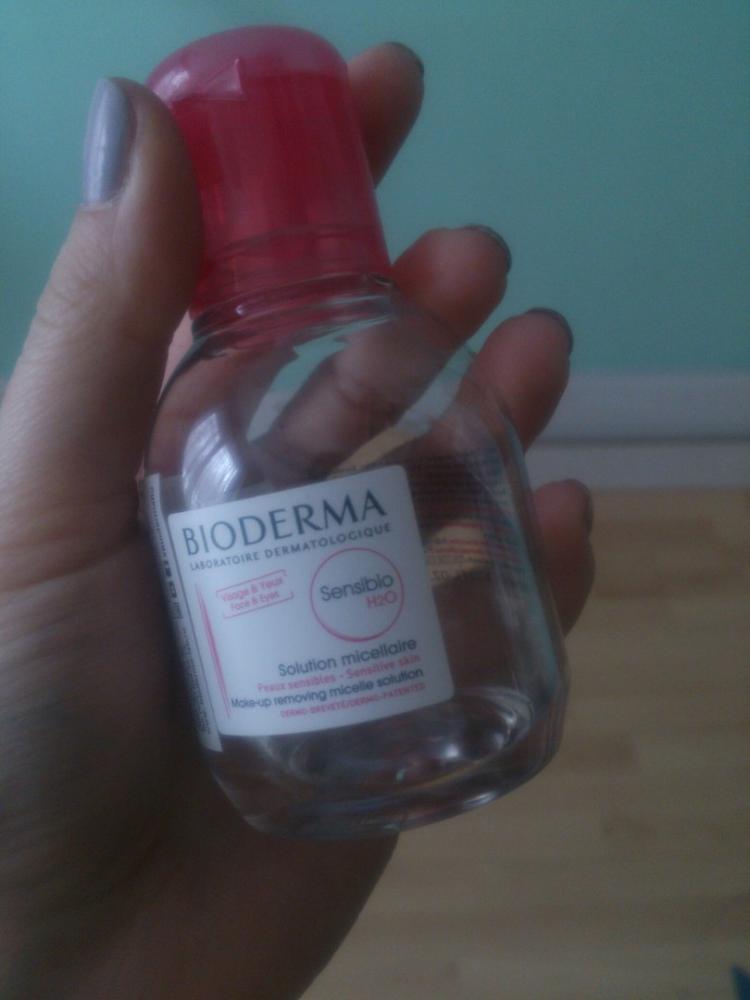 BIODERMA
LABORATOIRE DERMATOLOGIQUE
Visage & Yeux
Face & Eyes
Sensibio
H2O
Solution micellaire
Peaux sensibles - Sensitive skin
Make-up removing micelle solution
DERMO-BREVETÉ/DERMO-PATENTED